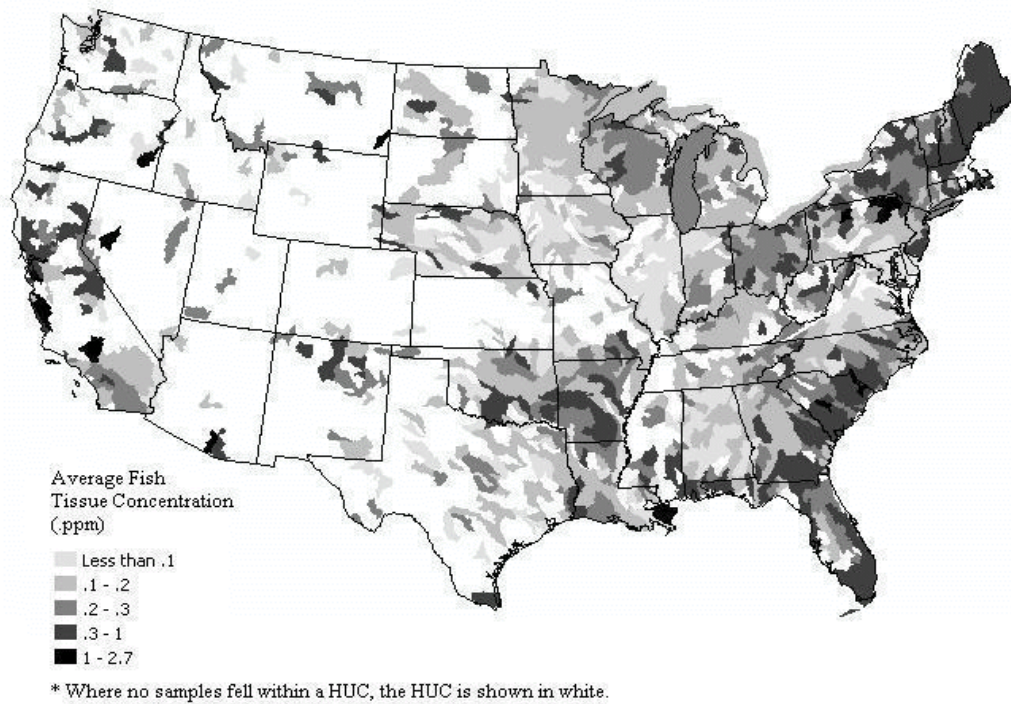 Average Fish
Tissue Concentration
(.ppm)
Less than .1
.1 - .2
.2 - .3
.3 - 1
1 - 2.7
* Where no samples fell within a HUC, the HUC is shown in white.